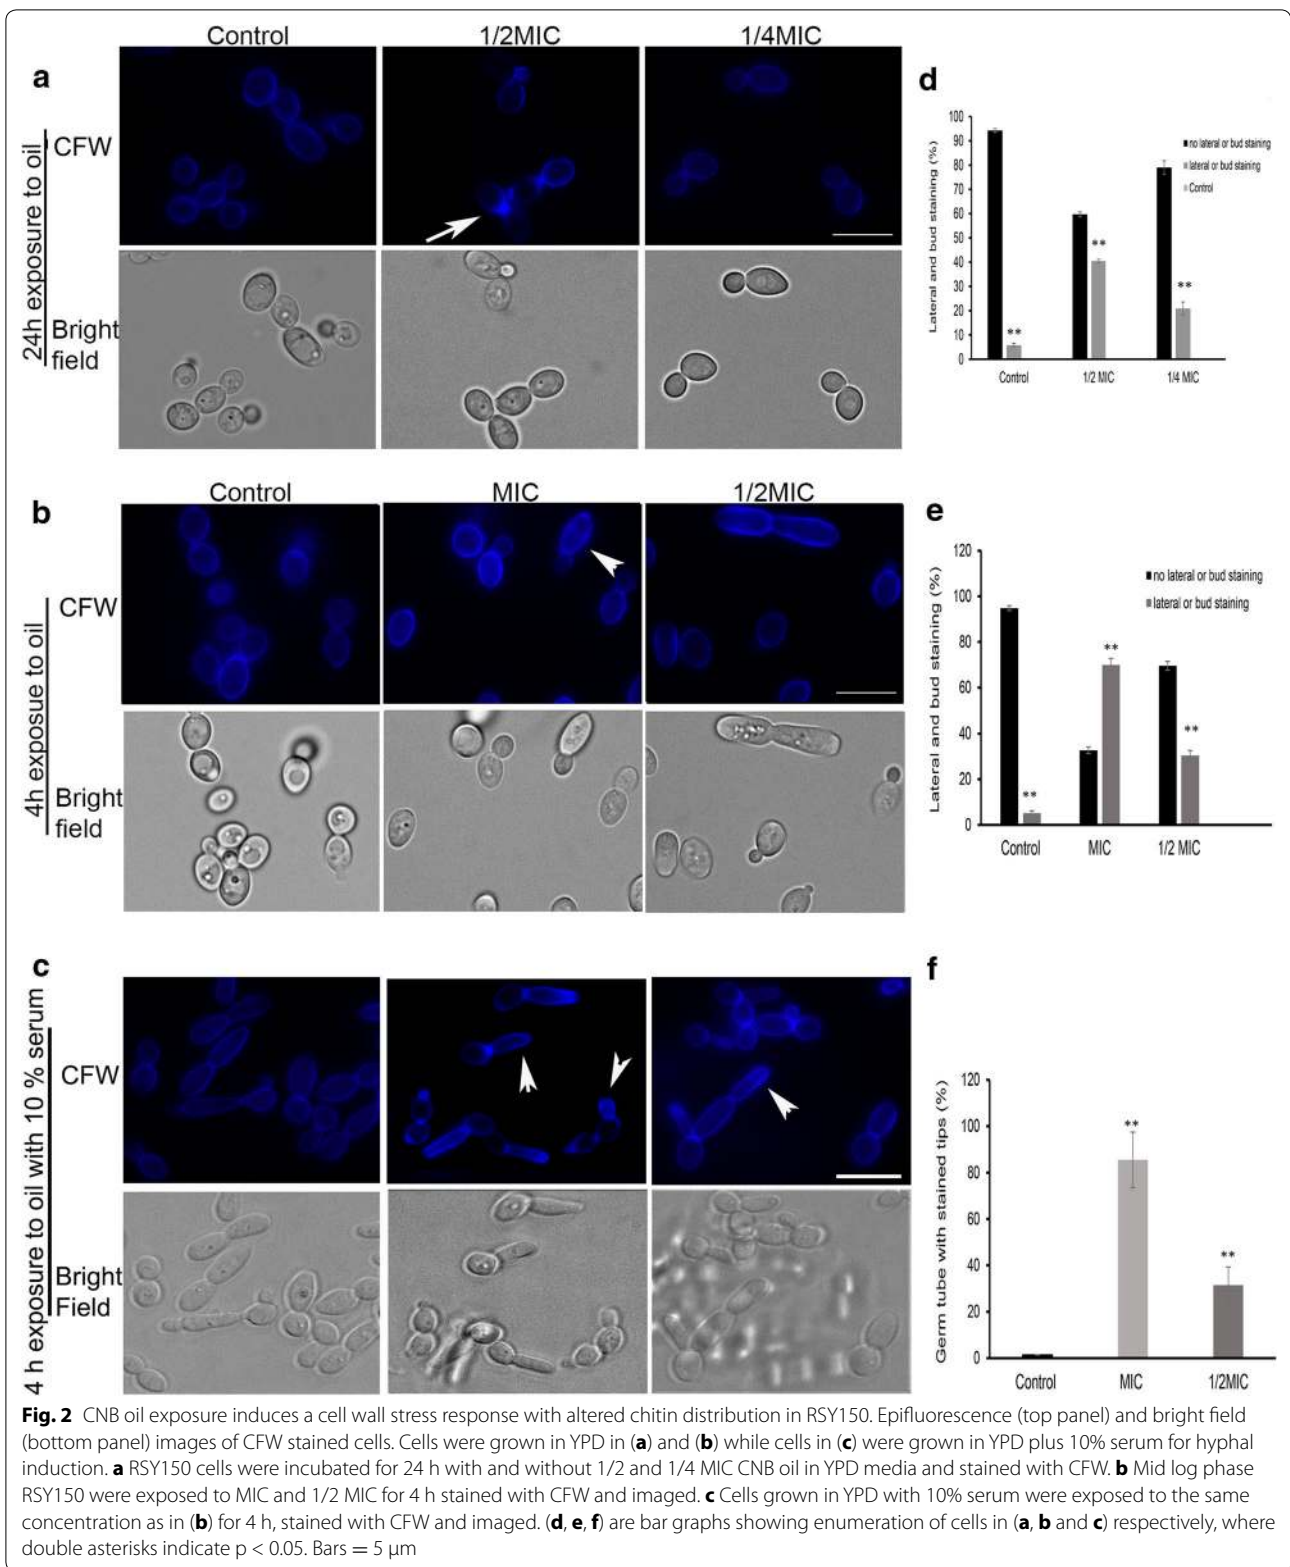 Control 1/2MIC 1/4MIC
a
CFW
24h exposure to oil
Bright
field
d
Lateral and bud staining (%)
100
90
80
70
60
50
40
30
20
10
0
no lateral or bud staining
lateral or bud staining
Control
**
**
**
Control 1/2 MIC 1/4 MIC
Control MIC 1/2MIC
b
CFW
4h exposue to oil
Bright
field
e
Lateral and bud staining (%)
120
100
80
60
40
20
0
no lateral or bud staining
lateral or bud staining
**
**
**
Control MIC 1/2 MIC
c
CFW
4 h exposure to oil with 10 % serum
Bright
Field
f
Germ tube with stained tips (%)
120
100
80
60
40
20
0
**
**
Control MIC 1/2MIC
Fig. 2 CNB oil exposure induces a cell wall stress response with altered chitin distribution in RSY150. Epifluorescence (top panel) and bright field
(bottom panel) images of CFW stained cells. Cells were grown in YPD in (a) and (b) while cells in (c) were grown in YPD plus 10% serum for hyphal
induction. a RSY150 cells were incubated for 24 h with and without 1/2 and 1/4 MIC CNB oil in YPD media and stained with CFW. b Mid log phase
RSY150 were exposed to MIC and 1/2 MIC for 4 h stained with CFW and imaged. c Cells grown in YPD with 10% serum were exposed to the same
concentration as in (b) for 4 h, stained with CFW and imaged. (d, e, f) are bar graphs showing enumeration of cells in (a, b and c) respectively, where
double asterisks indicate p < 0.05. Bars = 5 μm